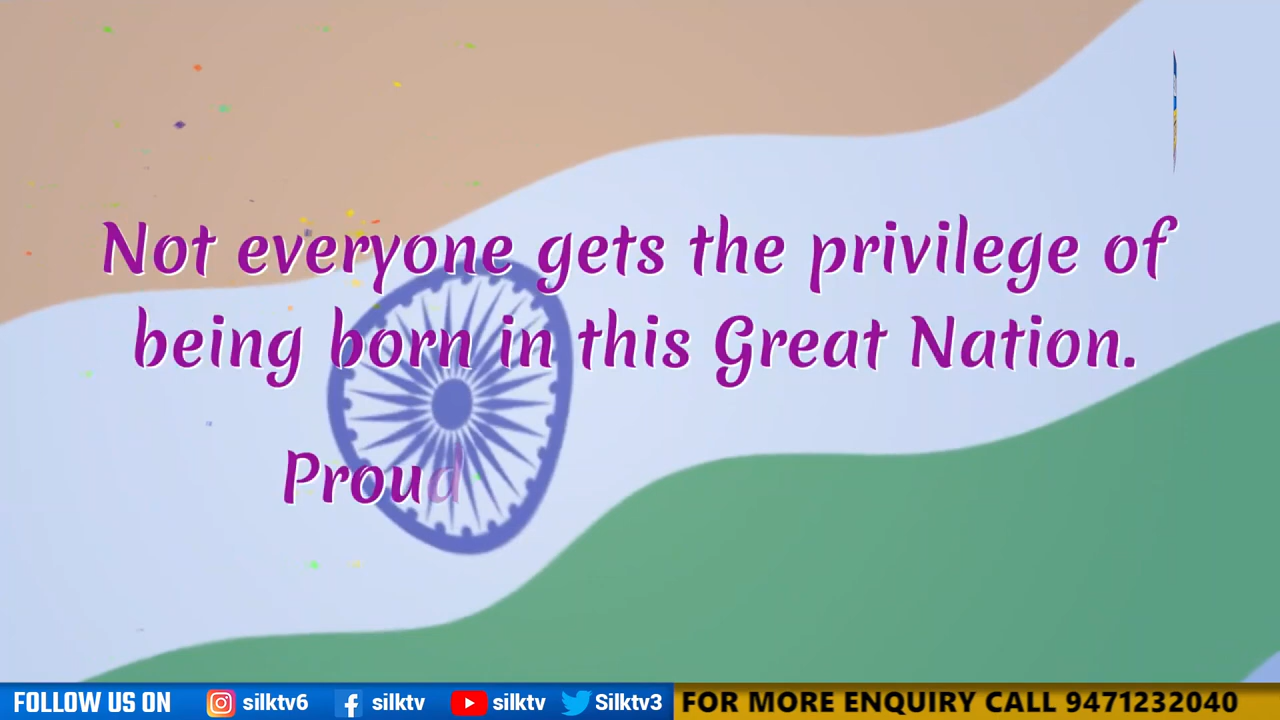 Not everyone gets the privilege of
being born in this Great Nation.
Proud
FOLLOW US ON silktv6 silktv silktv Silktv3 FOR MORE ENQUIRY CALL 9471232040